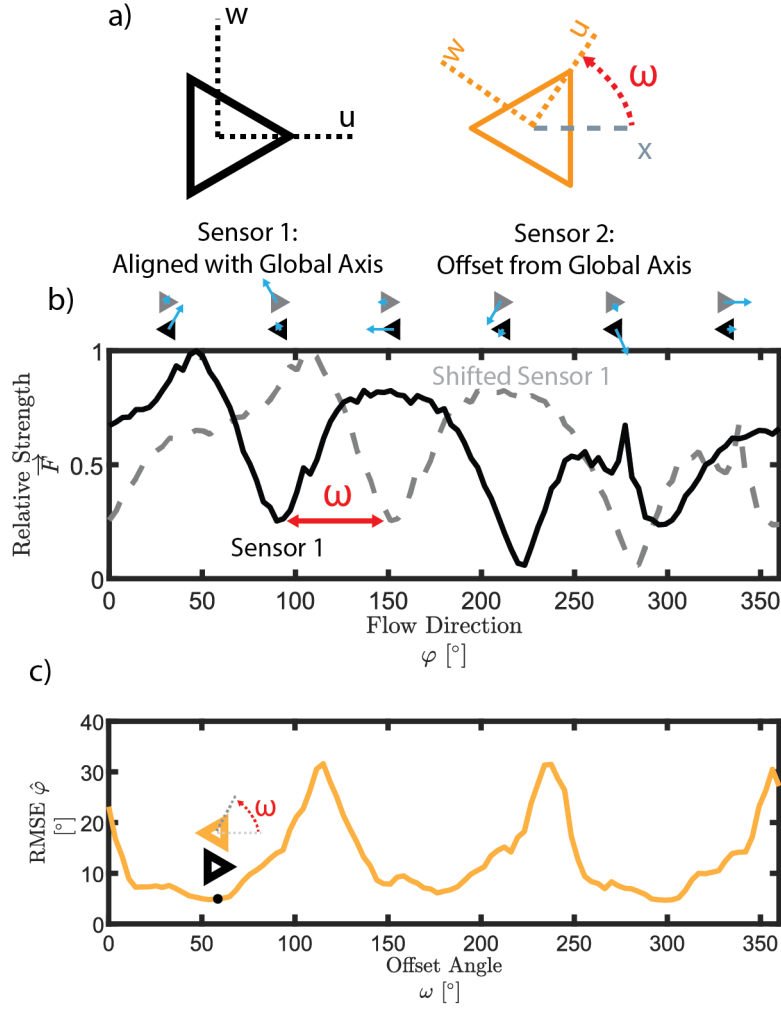 a)
w
u
w
u
ω
x
Sensor 1:
Aligned with Global Axis
Sensor 2:
Offset from Global Axis
b)
Relative Strength
F⃗
1
0.5
0
Shifted Sensor 1
ω
Sensor 1
0 50 100 150 200 250 300 350
Flow Direction
φ [°]
c)
RMSE φ̂
[°]
40
30
20
10
0
ω
0 50 100 150 200 250 300 350
Offset Angle
ω [°]